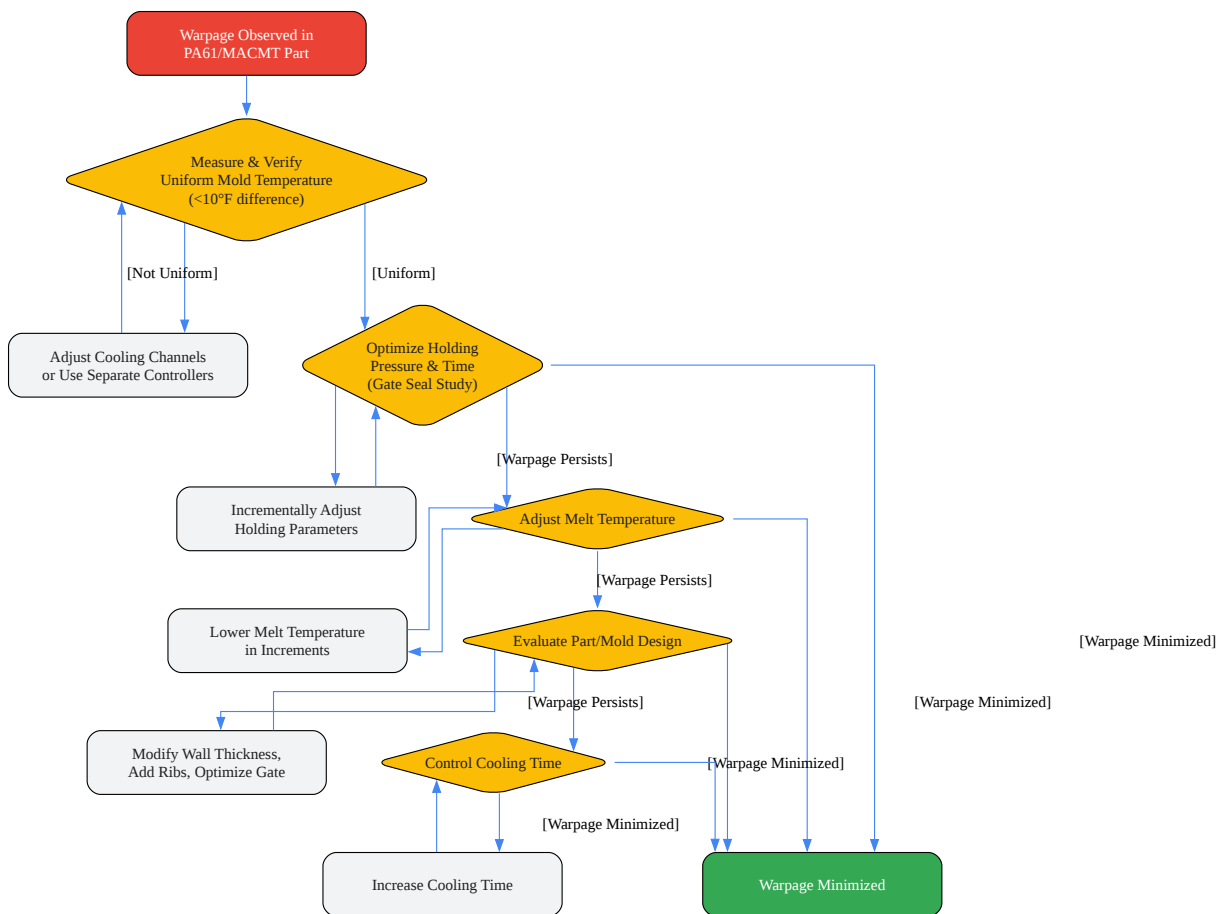 Warpage Observed in
PA61/MACMT Part
Measure & Verify
Uniform Mold Temperature
(<10°F difference)
[Not Uniform]
[Uniform]
Adjust Cooling Channels
or Use Separate Controllers
Optimize Holding
Pressure & Time
(Gate Seal Study)
[Warpage Persists]
Incrementally Adjust
Holding Parameters
Adjust Melt Temperature
[Warpage Persists]
Lower Melt Temperature
in Increments
Evaluate Part/Mold Design
[Warpage Minimized]
[Warpage Persists]
[Warpage Minimized]
Modify Wall Thickness,
Add Ribs, Optimize Gate
Control Cooling Time
[Warpage Minimized]
[Warpage Minimized]
Increase Cooling Time
Warpage Minimized